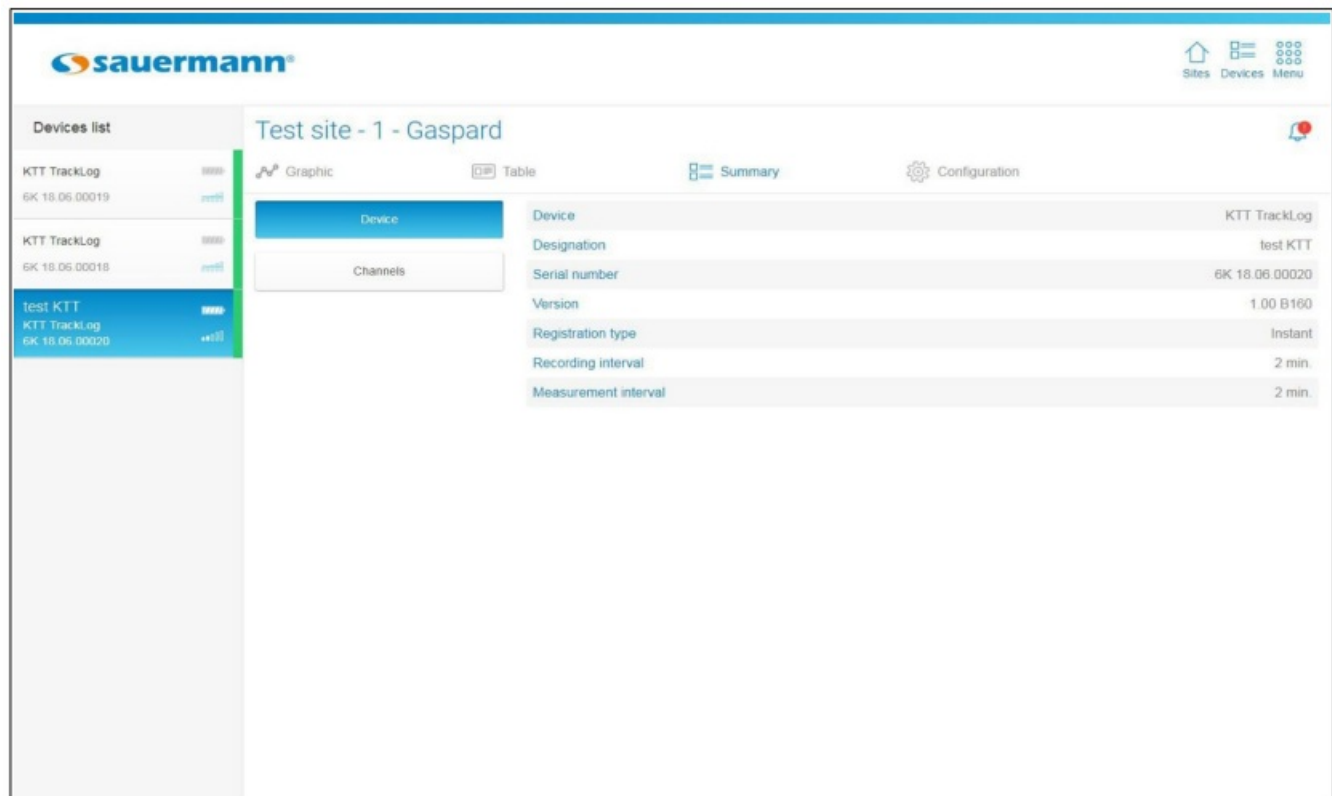 sauermann®
Sites Devices Menu
Devices list
Test site - 1 - Gaspard
KTT TrackLog
6K 18.06.00019
KTT TrackLog
6K 18.06.00018
test KTT
KTT TrackLog
6K 18.06.00020
Graphic Table Summary Configuration
Device
Channels
Device KTT TrackLog
Designation test KTT
Serial number 6K 18.06.00020
Version 1.00 B160
Registration type Instant
Recording interval 2 min.
Measurement interval 2 min.